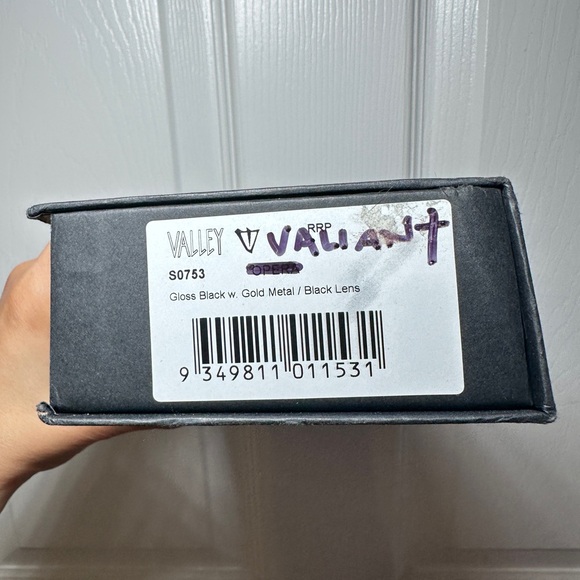 VALLEY VALIANT
RRP
S0753 OPERA
Gloss Black w. Gold Metal / Black Lens
9 349811 011531